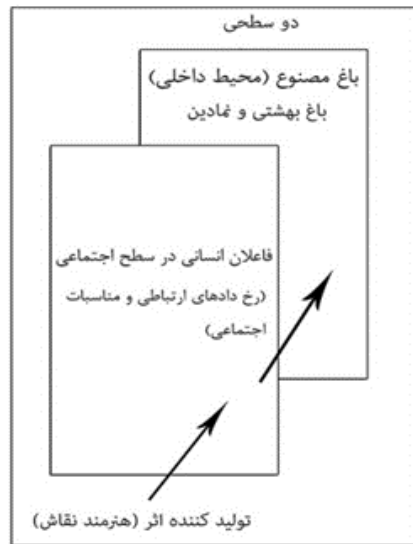 دو سطحی
باغ مصنوع (محیط داخلی)
باغ بهشتی و نمادین
فاعلان انسانی در سطح اجتماعی
(رخ دادهای ارتباطی و مناسبات
اجتماعی)
تولید کننده اثر (هنرمند نقاش)